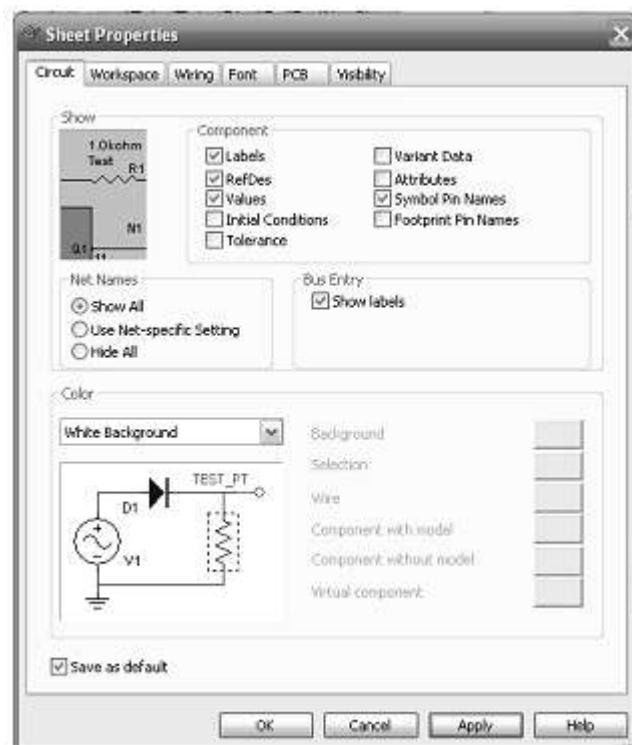 Sheet Properties
Circuit Workspace Wiring Font PCB Visibility
Show
1.0kohm
Test
R1
N1
Component
Labels
RefDes
Values
Initial Conditions
Tolerance
Variant Data
Attributes
Symbol Pin Names
Footprint Pin Names
Net Names
Show All
Use Net-specific Setting
Hide All
Bus Entry
Show labels
Color
White Background
TEST_PT
D1
V1
Background
Selection
Wire
Component with model
Component without model
Virtual component
Save as default
OK Cancel Apply Help